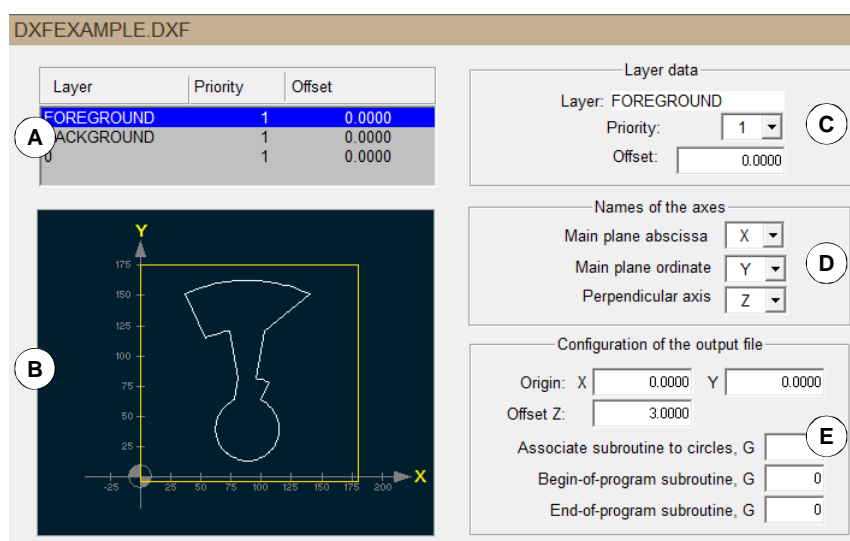 DXFEXAMPLE.DXF
Layer Priority Offset
FOREGROUND 1 0.0000
ACKGROUND 1 0.0000
0 1 0.0000
A
Layer data
Layer: FOREGROUND
Priority: 1
Offset: 0.0000
C
Names of the axes
Main plane abscissa X
Main plane ordinate Y
Perpendicular axis Z
D
Y
175
150
125
100
75
50
25
-25 25 50 75 100 125 150 175 200 X
B
Configuration of the output file
Origin: X 0.0000 Y 0.0000
Offset Z: 3.0000
Associate subroutine to circles, G
Begin-of-program subroutine, G 0
End-of-program subroutine, G 0
E